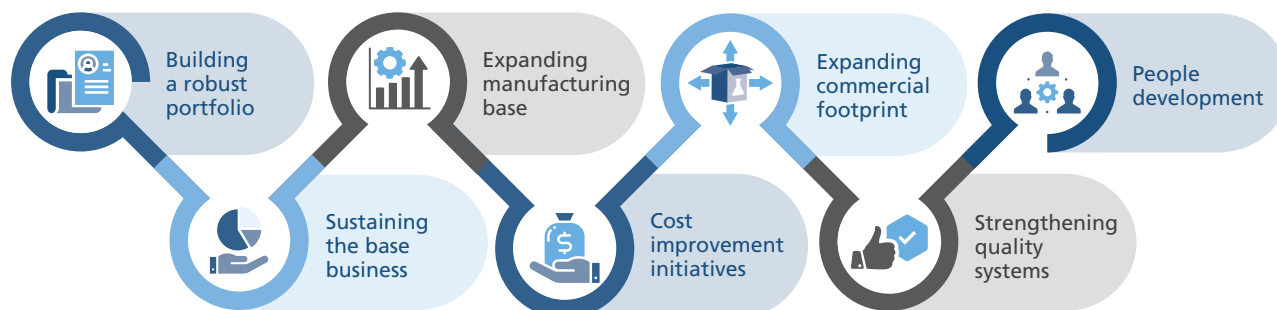 Building
a robust
portfolio
Sustaining
the base
business
Expanding
manufacturing
base
Cost
improvement
initiatives
Expanding
commercial
footprint
Strengthening
quality
systems
People
development
$